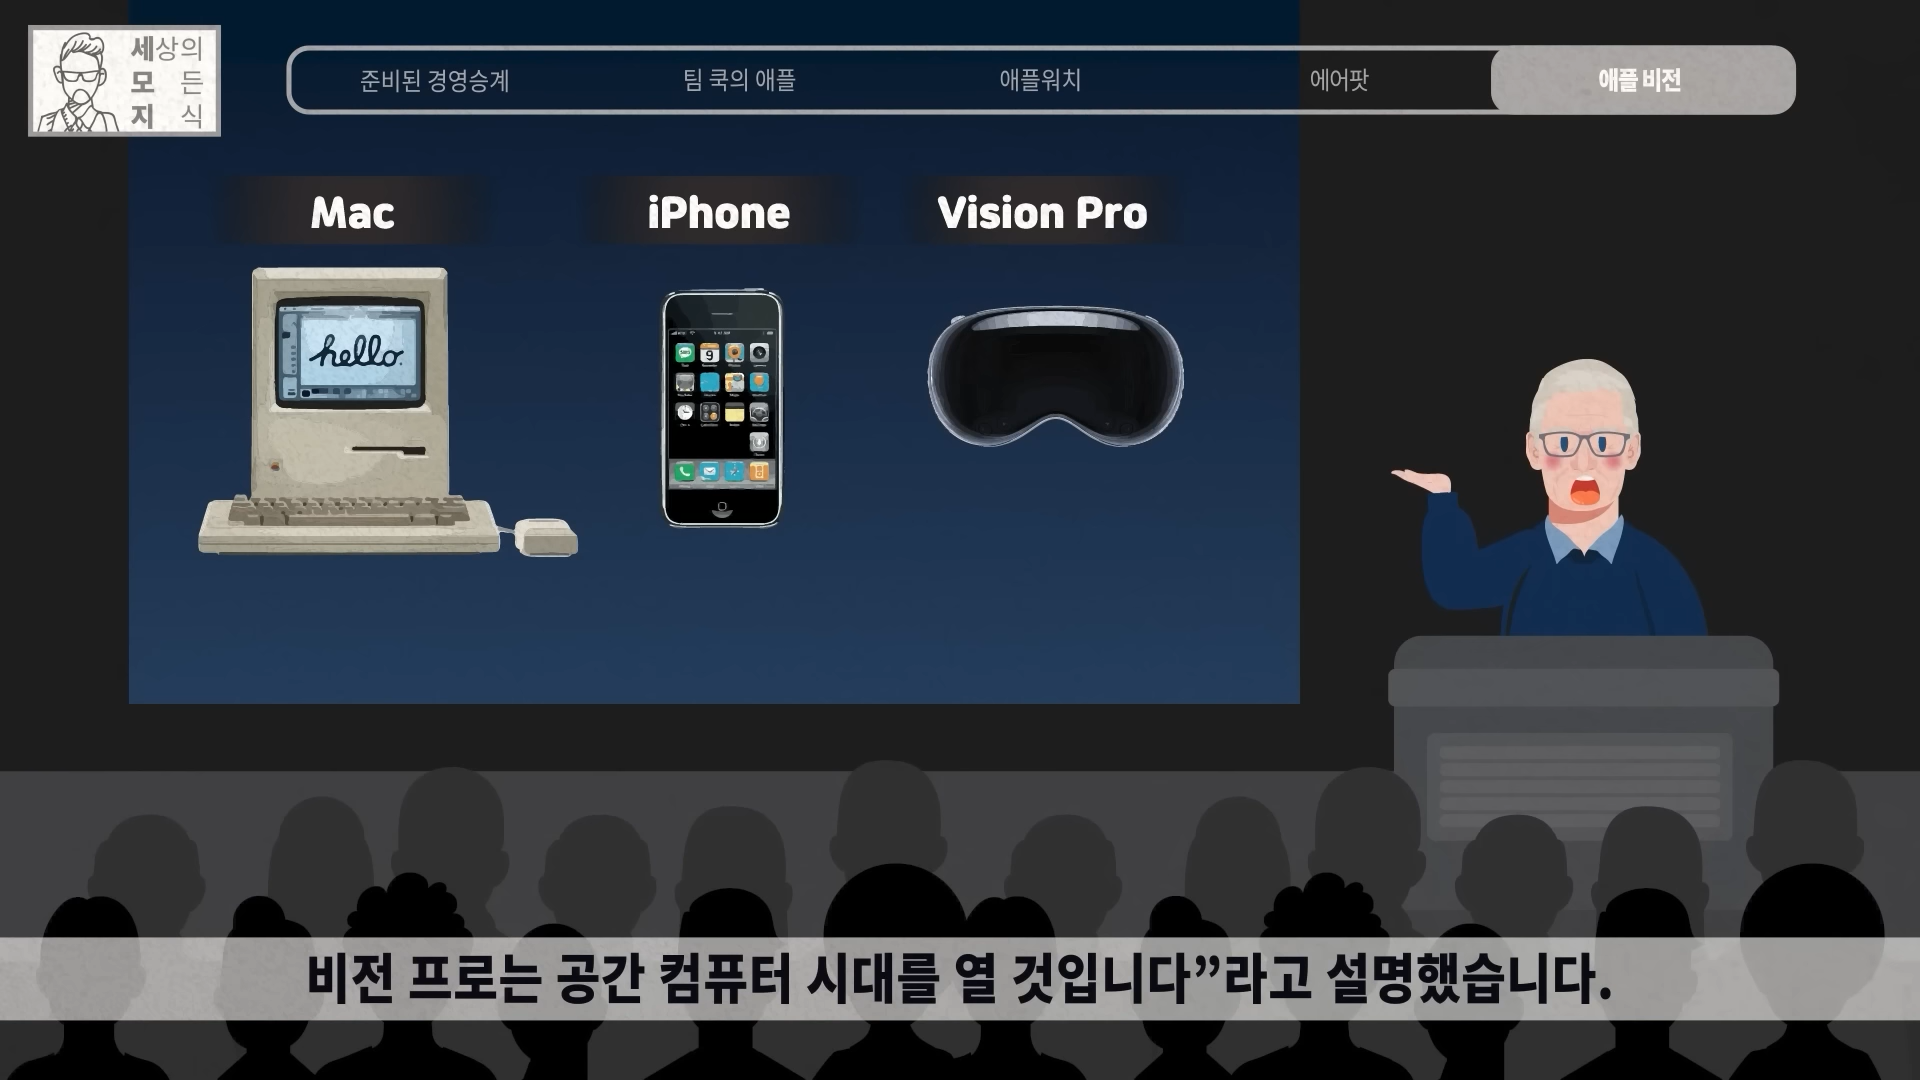 세상의
모든
지식
준비된 경영승계
팀 쿡의 애플
애플워치
에어팟
애플 비전
Mac
iPhone
Vision Pro
hello.
9
비전 프로는 공간 컴퓨터 시대를 열 것입니다”라고 설명했습니다.